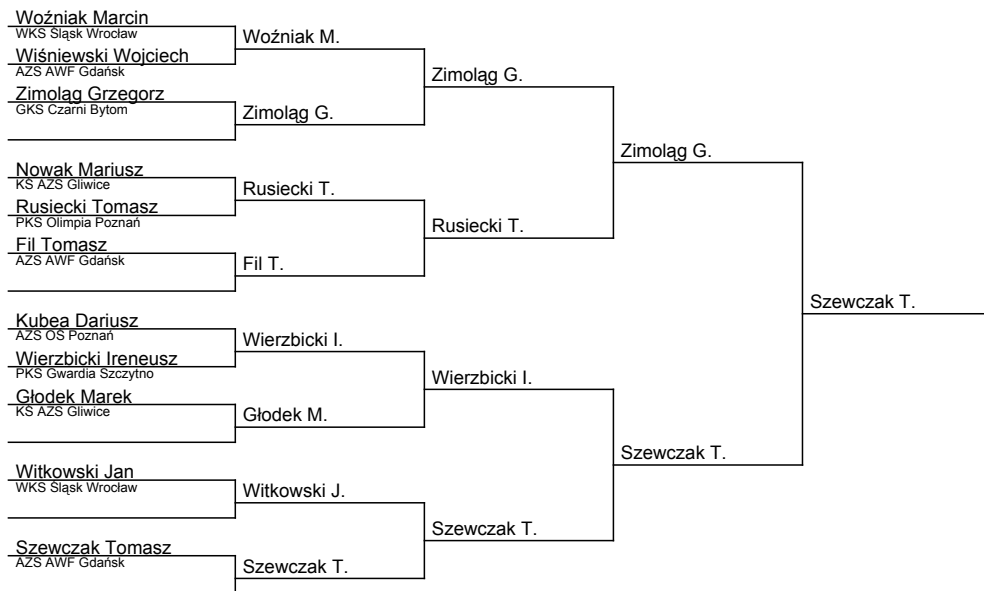 Woźniak Marcin
WKS Śląsk Wrocław
Wiśniewski Wojciech
AZS AWF Gdańsk
Zimoląg Grzegorz
GKS Czarni Bytom
Nowak Mariusz
KS AZS Gliwice
Rusiecki Tomasz
PKS Olimpia Poznań
Fil Tomasz
AZS AWF Gdańsk
Kubea Dariusz
AZS OŚ Poznań
Wierzbicki Ireneusz
PKS Gwardia Szczytno
Głodek Marek
KS AZS Gliwice
Witkowski Jan
WKS Śląsk Wrocław
Szewczak Tomasz
AZS AWF Gdańsk
Woźniak M.
Zimoląg G.
Rusiecki T.
Fil T.
Wierzbicki I.
Głodek M.
Witkowski J.
Szewczak T.
Zimoląg G.
Rusiecki T.
Wierzbicki I.
Szewczak T.
Zimoląg G.
Szewczak T.
Szewczak T.